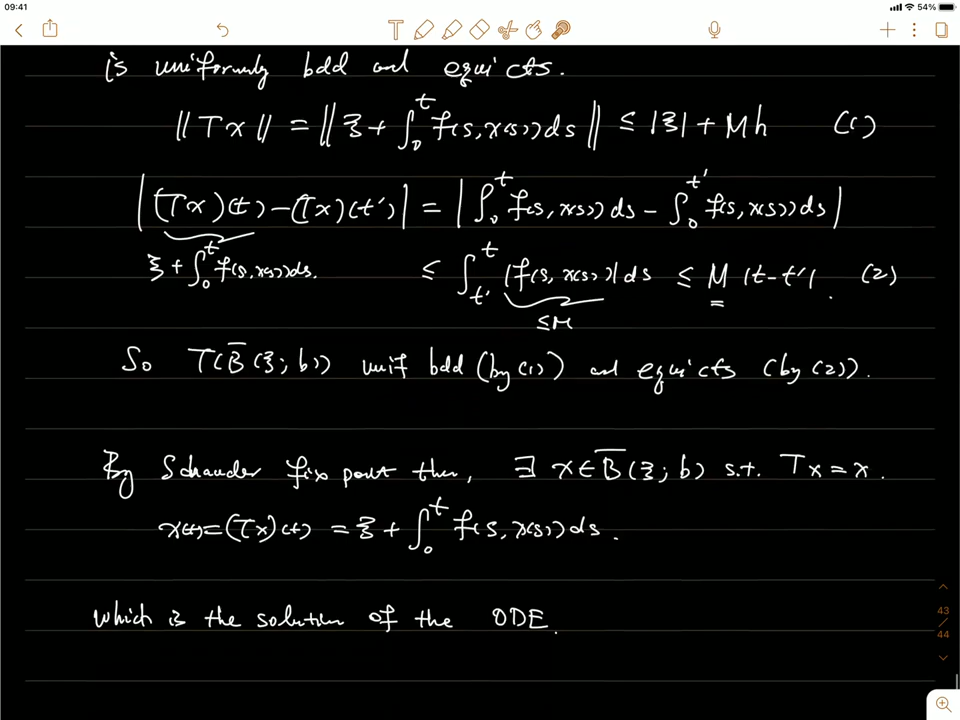 09:41
54%
is uniformly bdd and equicts.
‖Tx‖ = ‖ξ + ∫₀ᵗ f(s, x(s)) ds‖ ≤ |ξ| + Mh (1)
|(Tx)(t) - (Tx)(t')| = |∫₀ᵗ f(s, x(s)) ds - ∫₀ᵗ' f(s, x(s)) ds|
ξ + ∫₀ᵗ f(s, x(s)) ds. ≤ ∫ₜ'ᵗ |f(s, x(s))| ds ≤ M |t - t'|. (2)
≤M
So T(B̅(ξ; b)) unif bdd (by (1)) and equicts (by (2)).
By Schauder fix point thm, ∃ x ∈ B̅(ξ; b) s.t. Tx = x.
x(t) = (Tx)(t) = ξ + ∫₀ᵗ f(s, x(s)) ds.
which is the solution of the ODE.
43
/
44